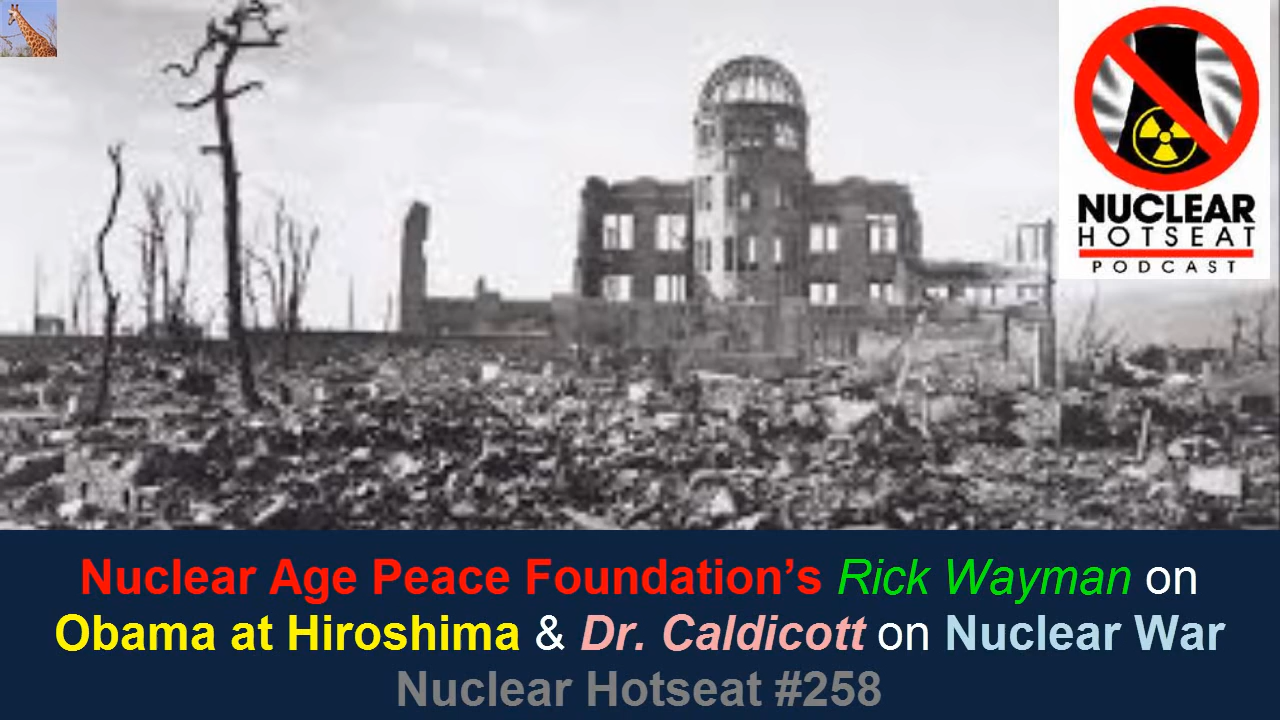 NUCLEAR
HOTSEAT
PODCAST
Nuclear Age Peace Foundation’s Rick Wayman on
Obama at Hiroshima & Dr. Caldicott on Nuclear War
Nuclear Hotseat #258